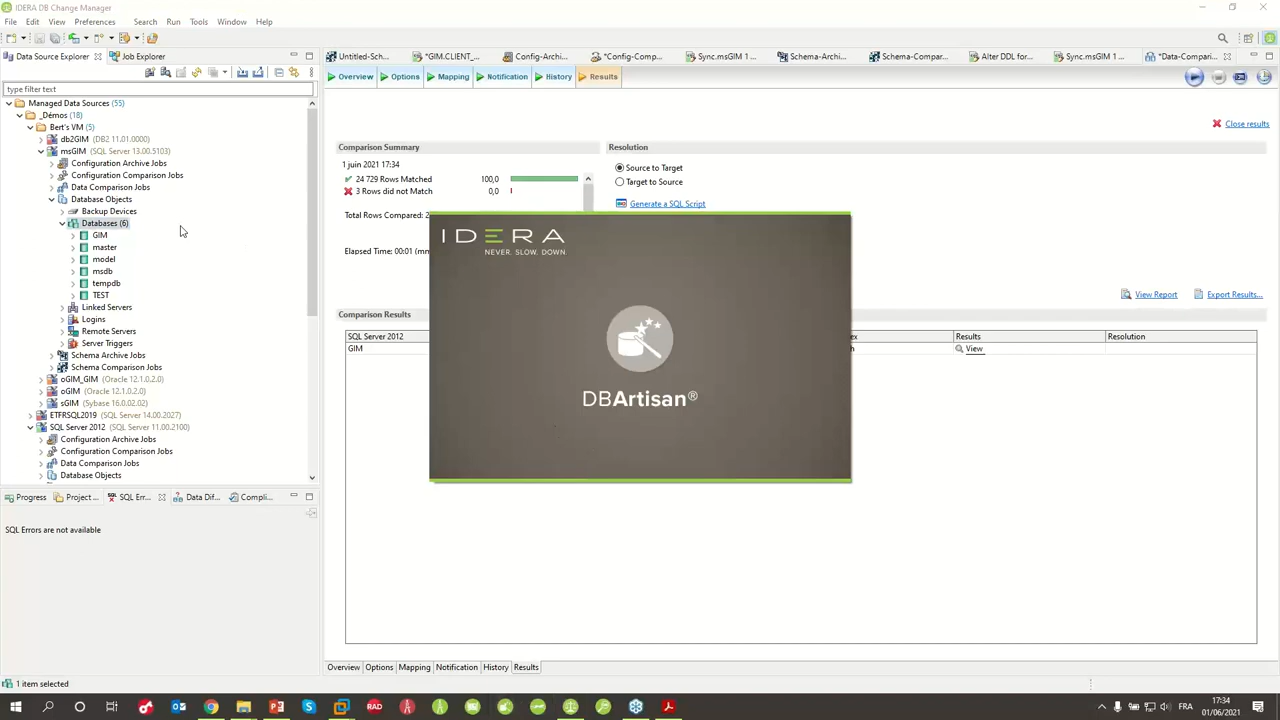 IDERA DB Change Manager
File Edit View Preferences Search Run Tools Window Help
Data Source Explorer Job Explorer
Untitled-Sch... *GIM.CLIENT_... Config-Archi... *Config-Comp... Sync.msGIM 1 ... Schema-Archi... Schema-Compar... Alter DDL for... Sync.msGIM 1 ... *Data-Compari...
Overview Options Mapping Notification History Results
type filter text
Managed Data Sources (55)
_Démos (18)
Bert's VM (5)
db2GIM (DB2 11.01.0000)
msGIM (SQL Server 13.00.5103)
Configuration Archive Jobs
Configuration Comparison Jobs
Data Comparison Jobs
Database Objects
Backup Devices
Databases (6)
GIM
master
model
msdb
tempdb
TEST
Linked Servers
Logins
Remote Servers
Server Triggers
Schema Archive Jobs
Schema Comparison Jobs
oGIM_GIM (Oracle 12.1.0.2.0)
oGIM (Oracle 12.1.0.2.0)
sGIM (Sybase 16.0.02.02)
ETFRSQL2019 (SQL Server 14.00.2027)
SQL Server 2012 (SQL Server 11.00.2100)
Configuration Archive Jobs
Configuration Comparison Jobs
Data Comparison Jobs
Database Objects
Close results
Comparison Summary
1 juin 2021 17:34
24 729 Rows Matched 100,0
3 Rows did not Match 0,0
Total Rows Compared: 2
Elapsed Time: 00:01 (mm
Resolution
Source to Target
Target to Source
Generate a SQL Script
IDERA
NEVER. SLOW. DOWN
DBArtisan®
View Report Export Results...
Comparison Results
SQL Server 2012 ex Results Resolution
GIM h View
Progress Project ... SQL Err... Data Dif... Compli...
SQL Errors are not available
Overview Options Mapping Notification History Results
1 item selected
RAD
FRA
17:34
01/06/2021